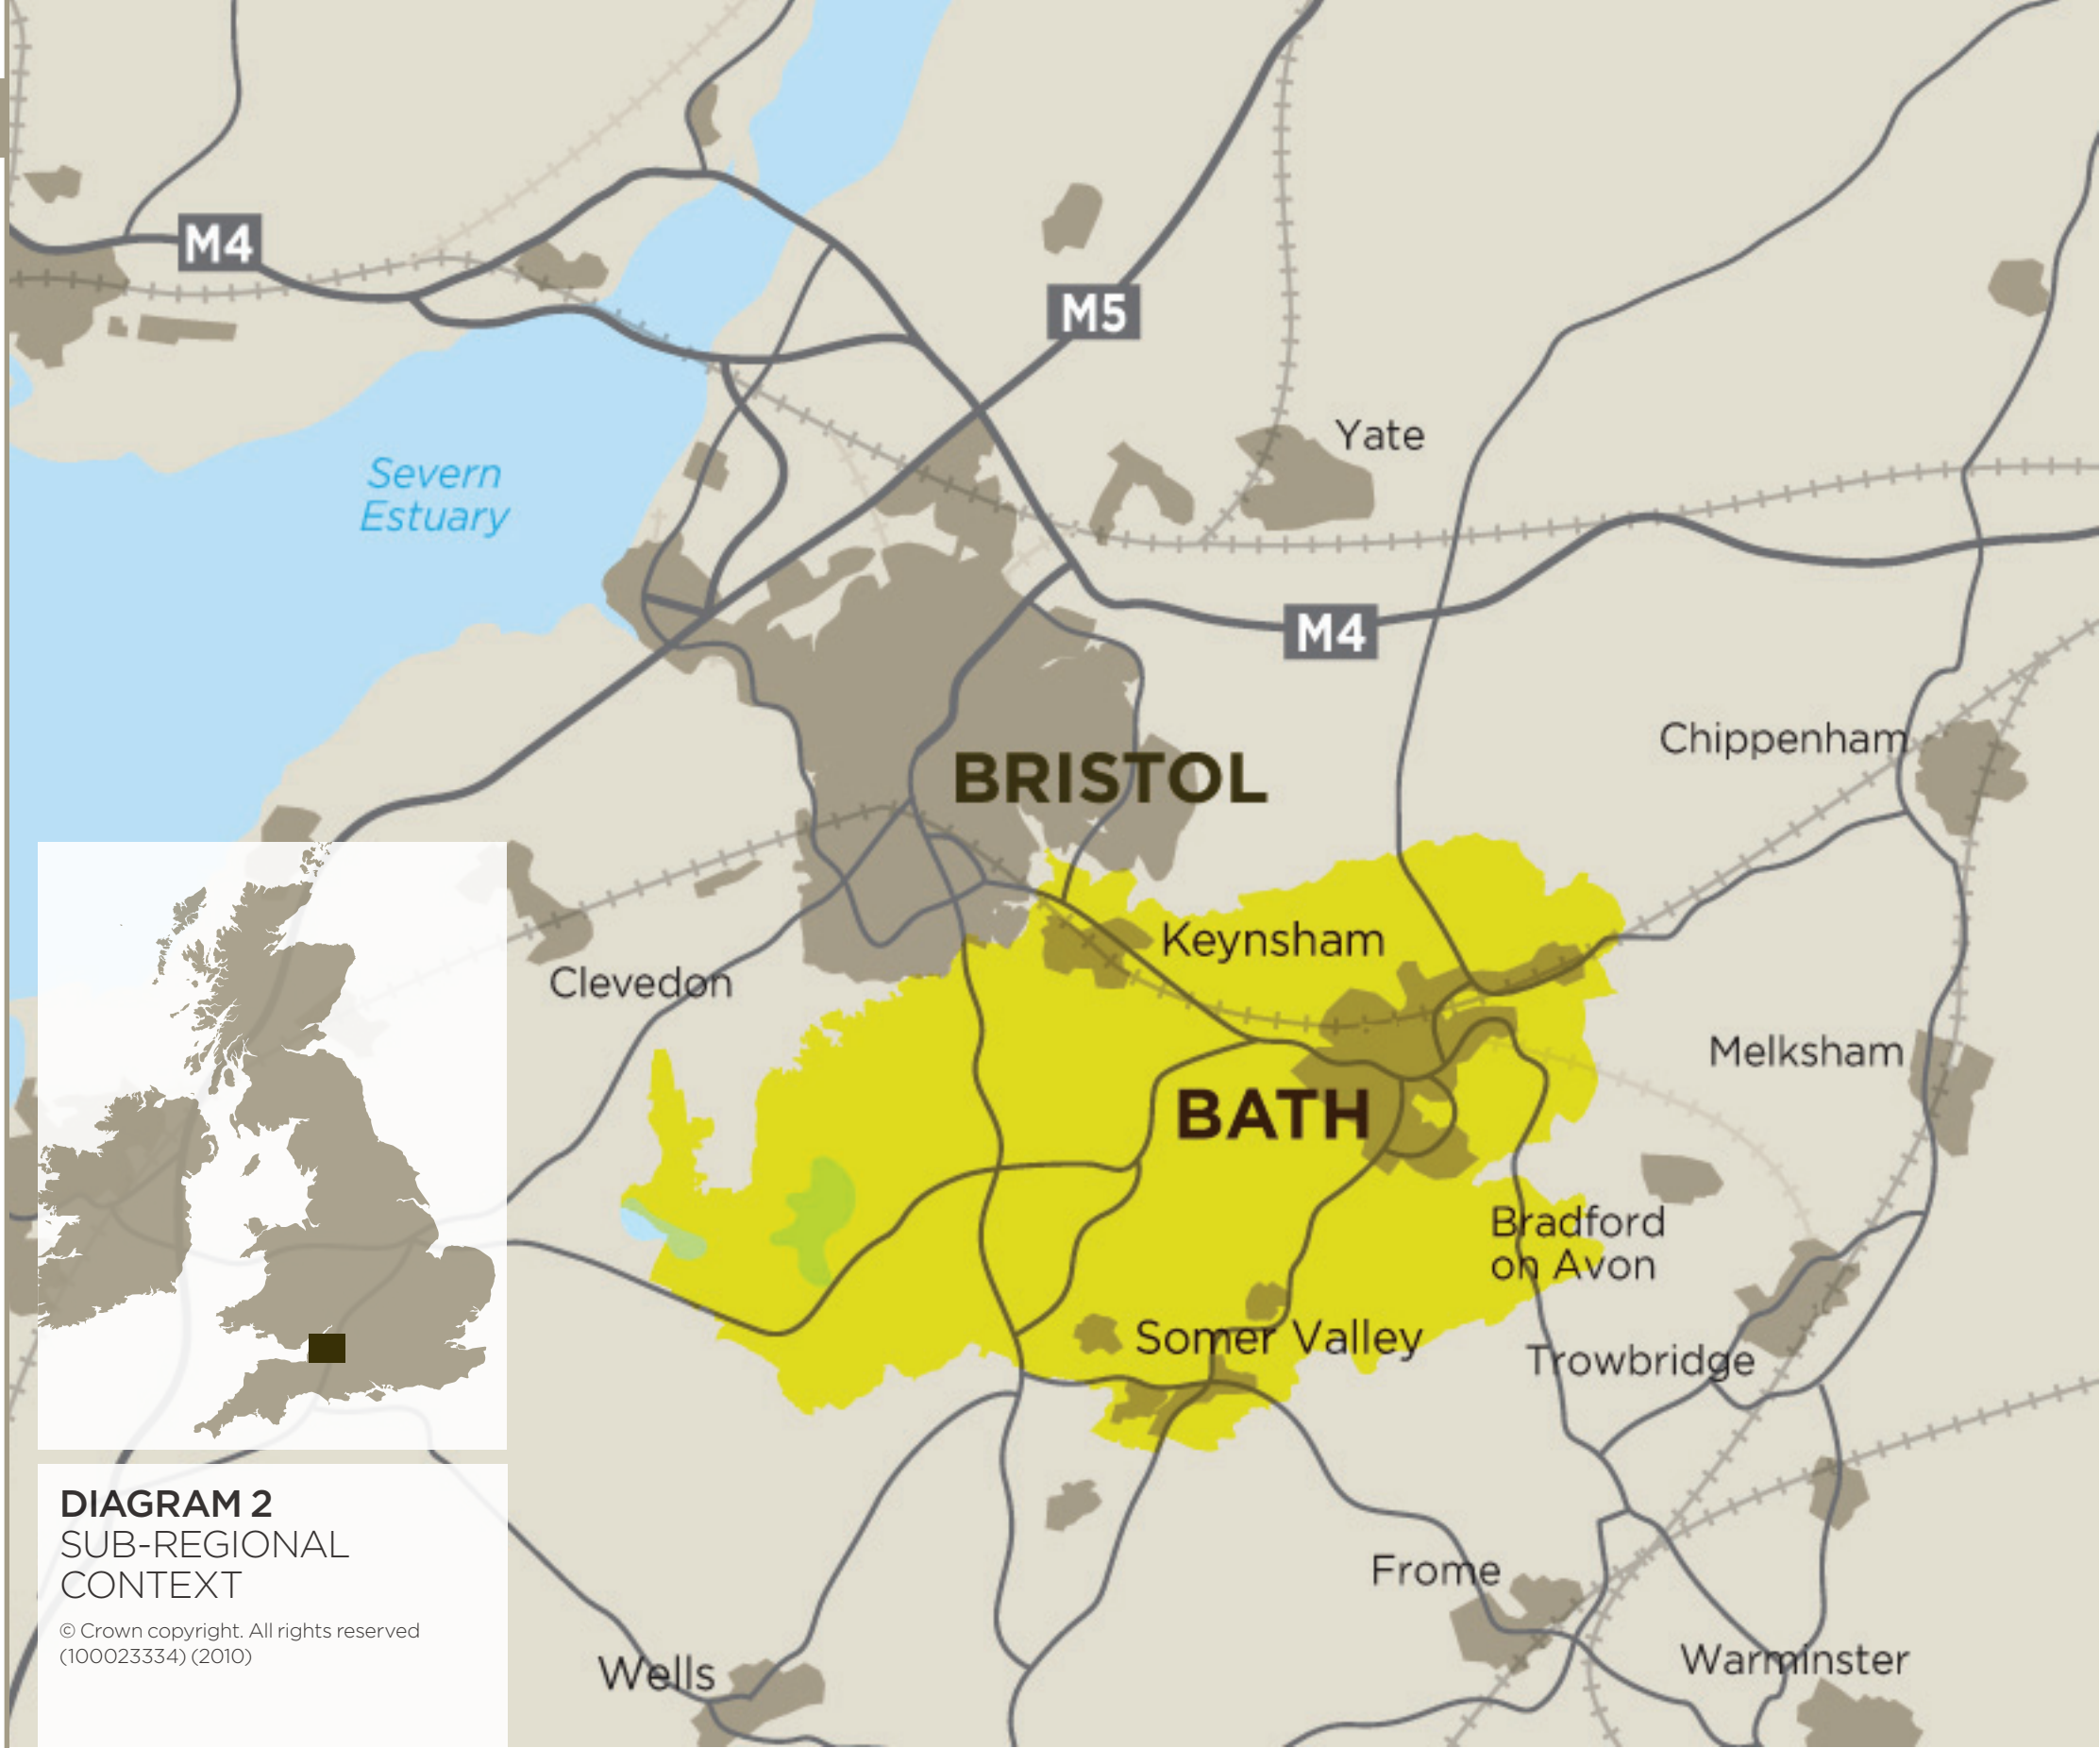 M4
M5
Yate
Severn
Estuary
M4
Chippenham
BRISTOL
Keynsham
Clevedon
Melksham
BATH
Bradford
on Avon
Somer Valley
Trowbridge
DIAGRAM 2
SUB-REGIONAL
CONTEXT
© Crown copyright. All rights reserved
(100023334) (2010)
Frome
Wells
Warminster